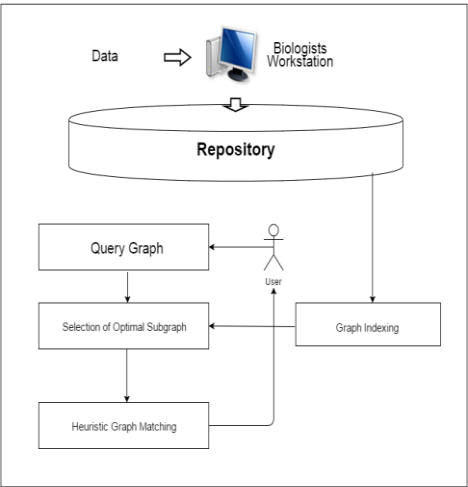 Data
Biologists
Workstation
Repository
Query Graph
User
Selection of Optimal Subgraph
Graph Indexing
Heuristic Graph Matching